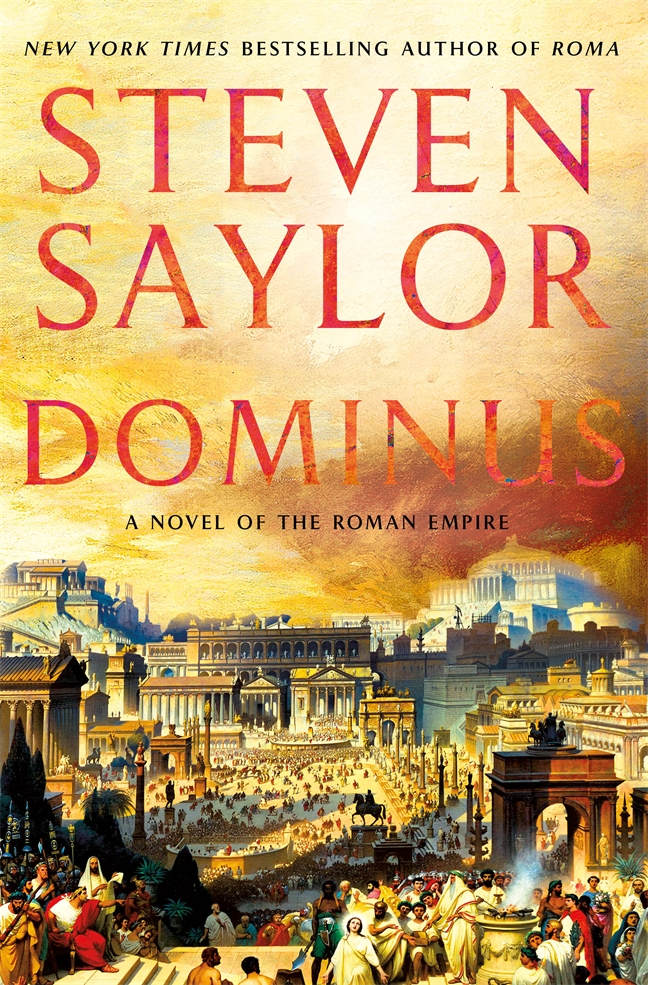 NEW YORK TIMES BESTSELLING AUTHOR OF ROMA
STEVEN
SAYLOR
DOMINUS
A NOVEL OF THE ROMAN EMPIRE